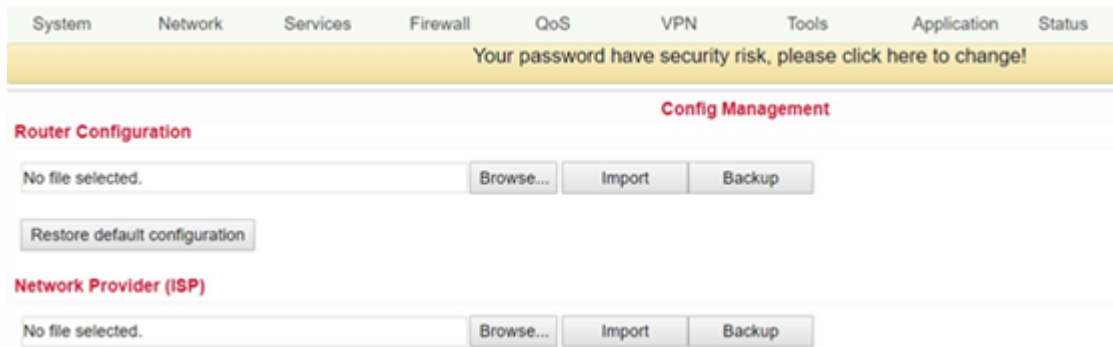 System Network Services Firewall QoS VPN Tools Application Status
Your password have security risk, please click here to change!
Config Management
Router Configuration
No file selected. Browse... Import Backup
Restore default configuration
Network Provider (ISP)
No file selected. Browse... Import Backup